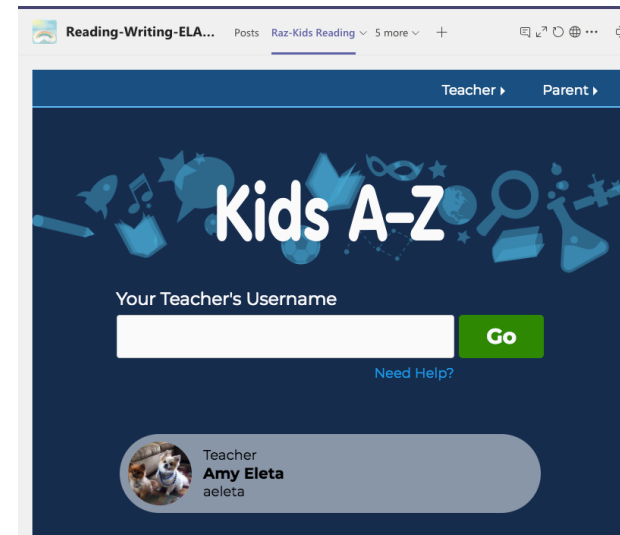 Reading-Writing-ELA... Posts Raz-Kids Reading 5 more
Teacher Parent
Kids A-Z
Your Teacher's Username
Go
Need Help?
Teacher
Amy Eleta
aeleta